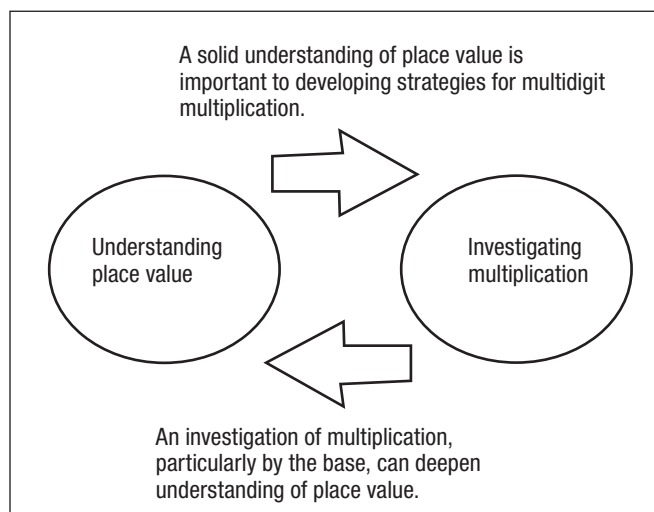 A solid understanding of place value is
important to developing strategies for multidigit
multiplication.
Understanding
place value
Investigating
multiplication
An investigation of multiplication,
particularly by the base, can deepen
understanding of place value.